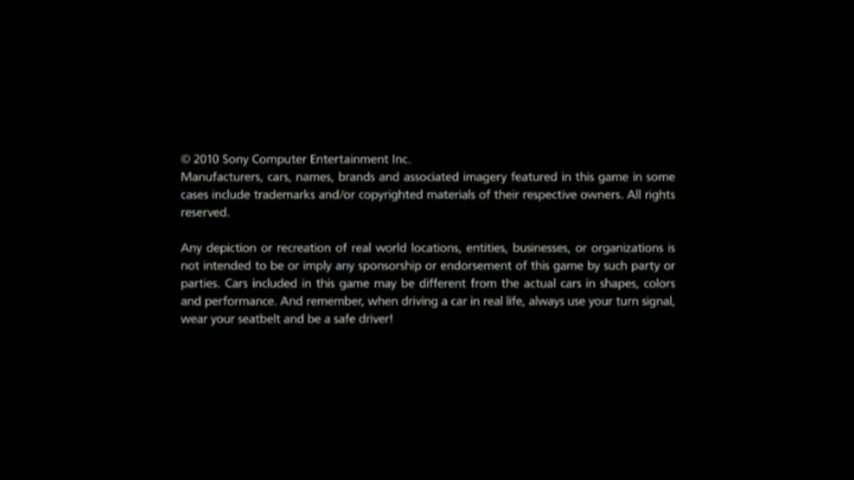 © 2010 Sony Computer Entertainment Inc.
Manufacturers, cars, names, brands and associated imagery featured in this game in some
cases include trademarks and/or copyrighted materials of their respective owners. All rights
reserved.
Any depiction or recreation of real world locations, entities, businesses, or organizations is
not intended to be or imply any sponsorship or endorsement of this game by such party or
parties. Cars included in this game may be different from the actual cars in shapes, colors
and performance. And remember, when driving a car in real life, always use your turn signal,
wear your seatbelt and be a safe driver!